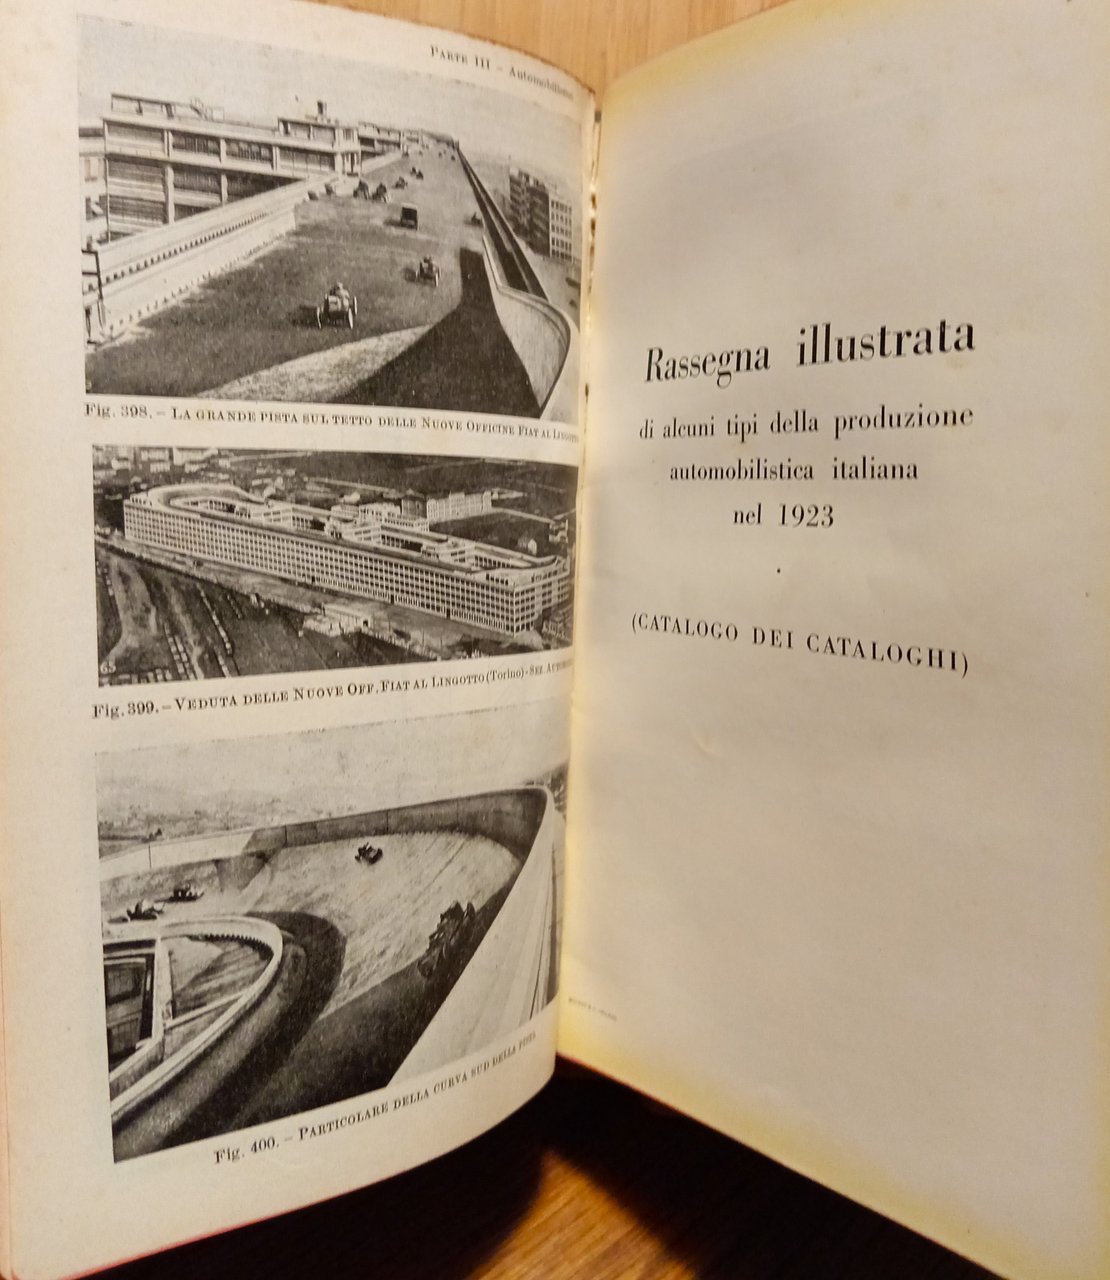 PARTE III – Automobilismo
Fig. 398. – LA GRANDE PISTA SUL TETTO DELLE NUOVE OFFICINE FIAT AL LINGOTTO
65
Fig. 399. – VEDUTA DELLE NUOVE OFF. FIAT AL LINGOTTO (Torino) - SEZ.
Fig. 400. – PARTICOLARE DELLA CURVA SUD DELLA PISTA
Rassegna illustrata
di alcuni tipi della produzione
automobilistica italiana
nel 1923
(CATALOGO DEI CATALOGHI)